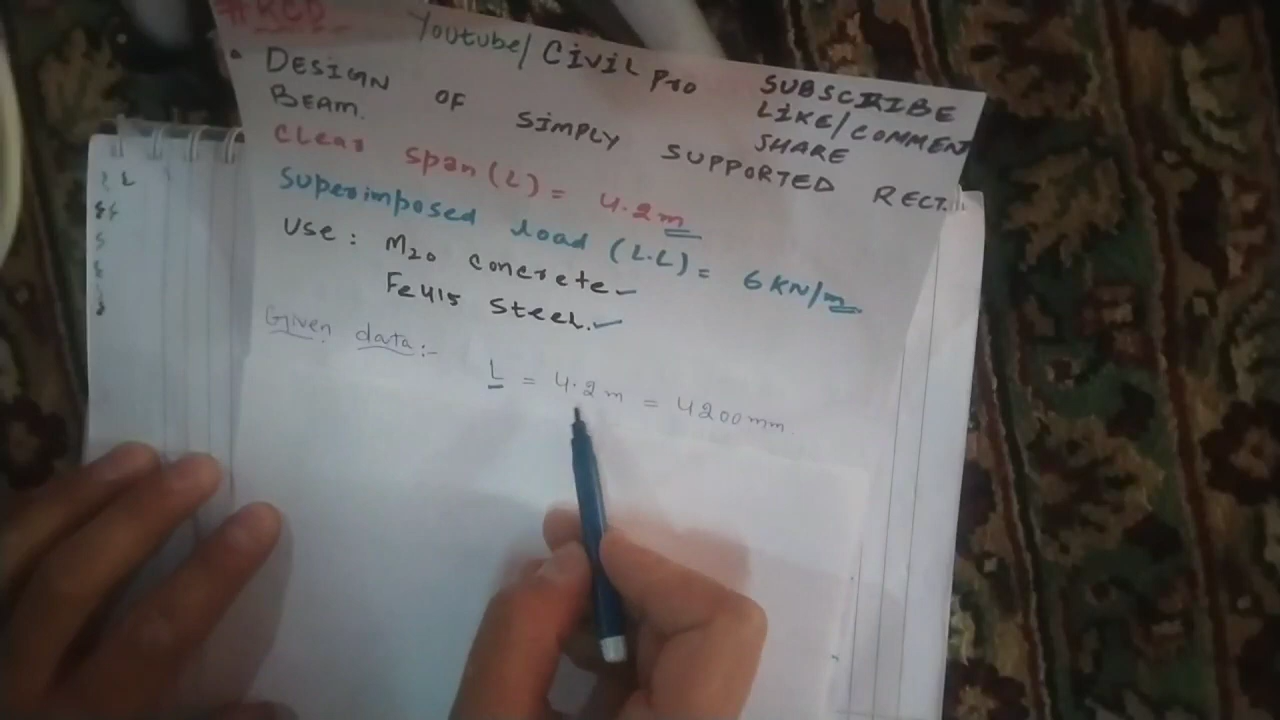 #RCD
Youtube/Civil Pro
SUBSCRIBE
LIKE/COMMENT
SHARE
• DESIGN OF SIMPLY SUPPORTED RECT.
BEAM.
Clear span (L) = 4.2m
Superimposed load (L.L) = 6 KN/m
Use: M20 concrete
Fe415 Steel.
Given data:-
L = 4.2m = 4200mm.